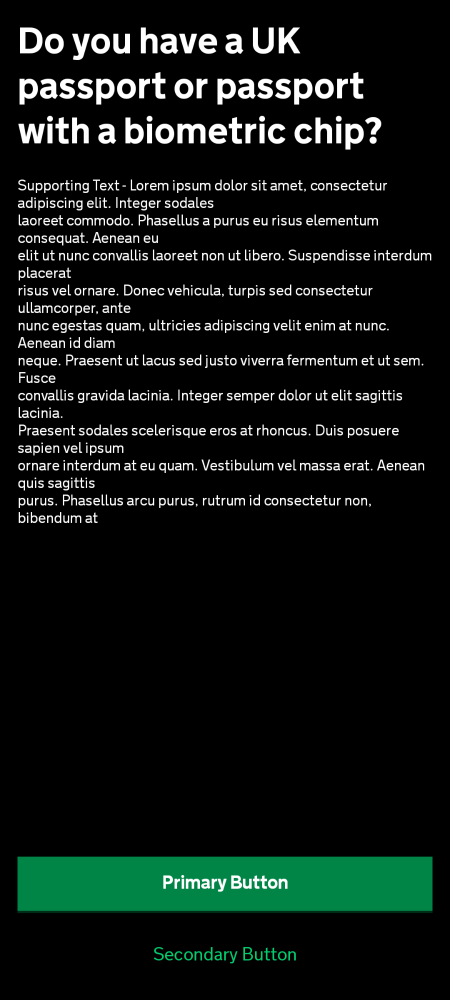 Do you have a UK
passport or passport
with a biometric chip?
Supporting Text - Lorem ipsum dolor sit amet, consectetur
adipiscing elit. Integer sodales
laoreet commodo. Phasellus a purus eu risus elementum
consequat. Aenean eu
elit ut nunc convallis laoreet non ut libero. Suspendisse interdum
placerat
risus vel ornare. Donec vehicula, turpis sed consectetur
ullamcorper, ante
nunc egestas quam, ultricies adipiscing velit enim at nunc.
Aenean id diam
neque. Praesent ut lacus sed justo viverra fermentum et ut sem.
Fusce
convallis gravida lacinia. Integer semper dolor ut elit sagittis
lacinia.
Praesent sodales scelerisque eros at rhoncus. Duis posuere
sapien vel ipsum
ornare interdum at eu quam. Vestibulum vel massa erat. Aenean
quis sagittis
purus. Phasellus arcu purus, rutrum id consectetur non,
bibendum at
Primary Button
Secondary Button